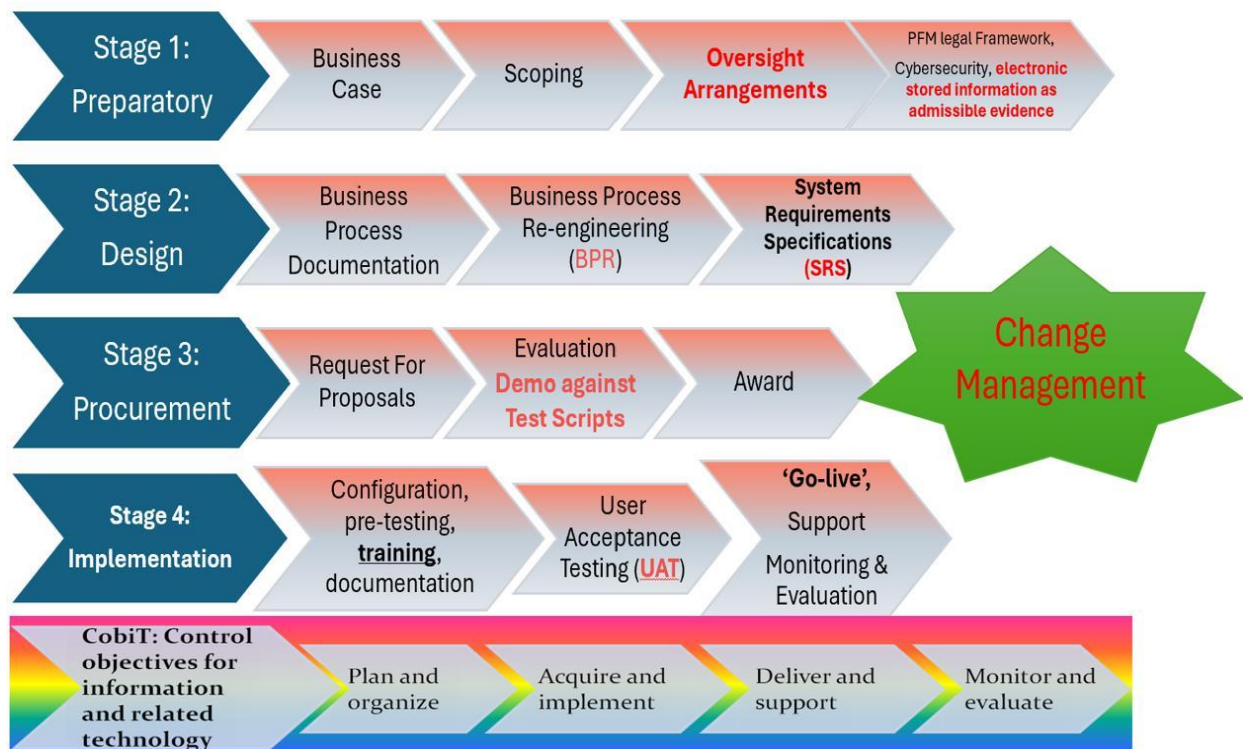 Stage 1:
Preparatory
Business
Case
Scoping
Oversight
Arrangements
PFM legal Framework,
Cybersecurity, electronic
stored information as
admissible evidence
Stage 2:
Design
Business
Process
Documentation
Business Process
Re-engineering
(BPR)
System
Requirements
Specifications
(SRS)
Change
Management
Stage 3:
Procurement
Request For
Proposals
Evaluation
Demo against
Test Scripts
Award
Stage 4:
Implementation
Configuration,
pre-testing,
training,
documentation
User
Acceptance
Testing (UAT)
‘Go-live’,
Support
Monitoring &
Evaluation
CobiT: Control
objectives for
information
and related
technology
Plan and
organize
Acquire and
implement
Deliver and
support
Monitor and
evaluate